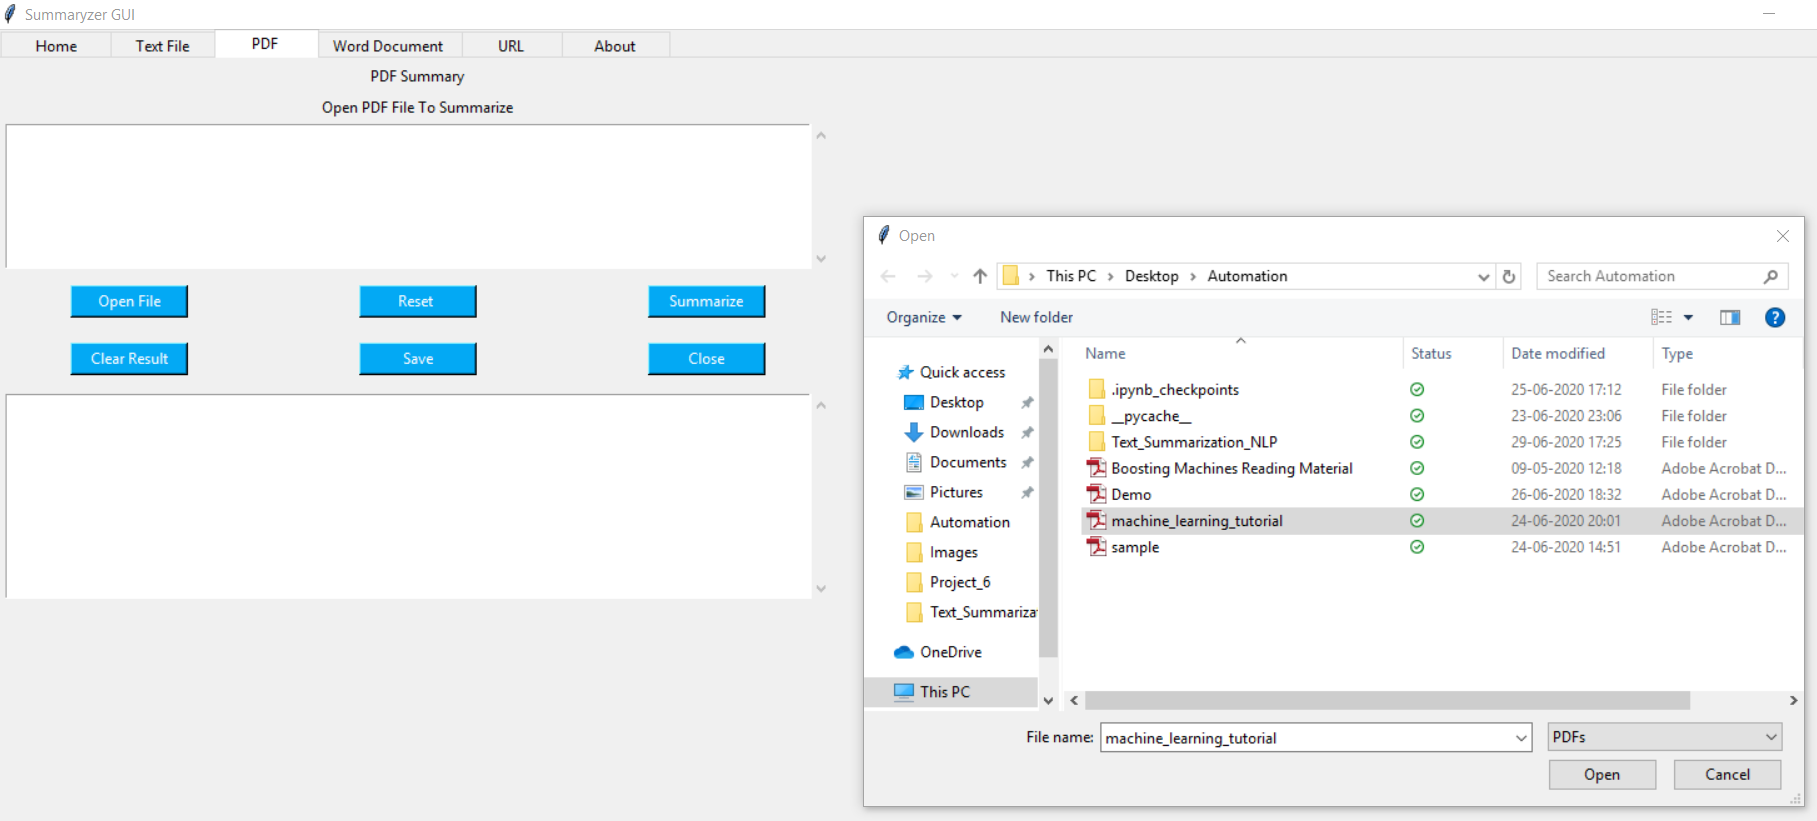 Summaryzer GUI
Home Text File PDF Word Document URL About
PDF Summary
Open PDF File To Summarize
Open File Reset Summarize
Clear Result Save Close
Open
This PC Desktop Automation
Search Automation
Organize New folder
Name Status Date modified Type
Quick access
Desktop
Downloads
Documents
Pictures
Automation
Images
Project_6
Text_Summariza
OneDrive
This PC
.ipynb_checkpoints 25-06-2020 17:12 File folder
__pycache__ 23-06-2020 23:06 File folder
Text_Summarization_NLP 29-06-2020 17:25 File folder
Boosting Machines Reading Material 09-05-2020 12:18 Adobe Acrobat D...
Demo 26-06-2020 18:32 Adobe Acrobat D...
machine_learning_tutorial 24-06-2020 20:01 Adobe Acrobat D...
sample 24-06-2020 14:51 Adobe Acrobat D...
File name: machine_learning_tutorial PDFs
Open Cancel